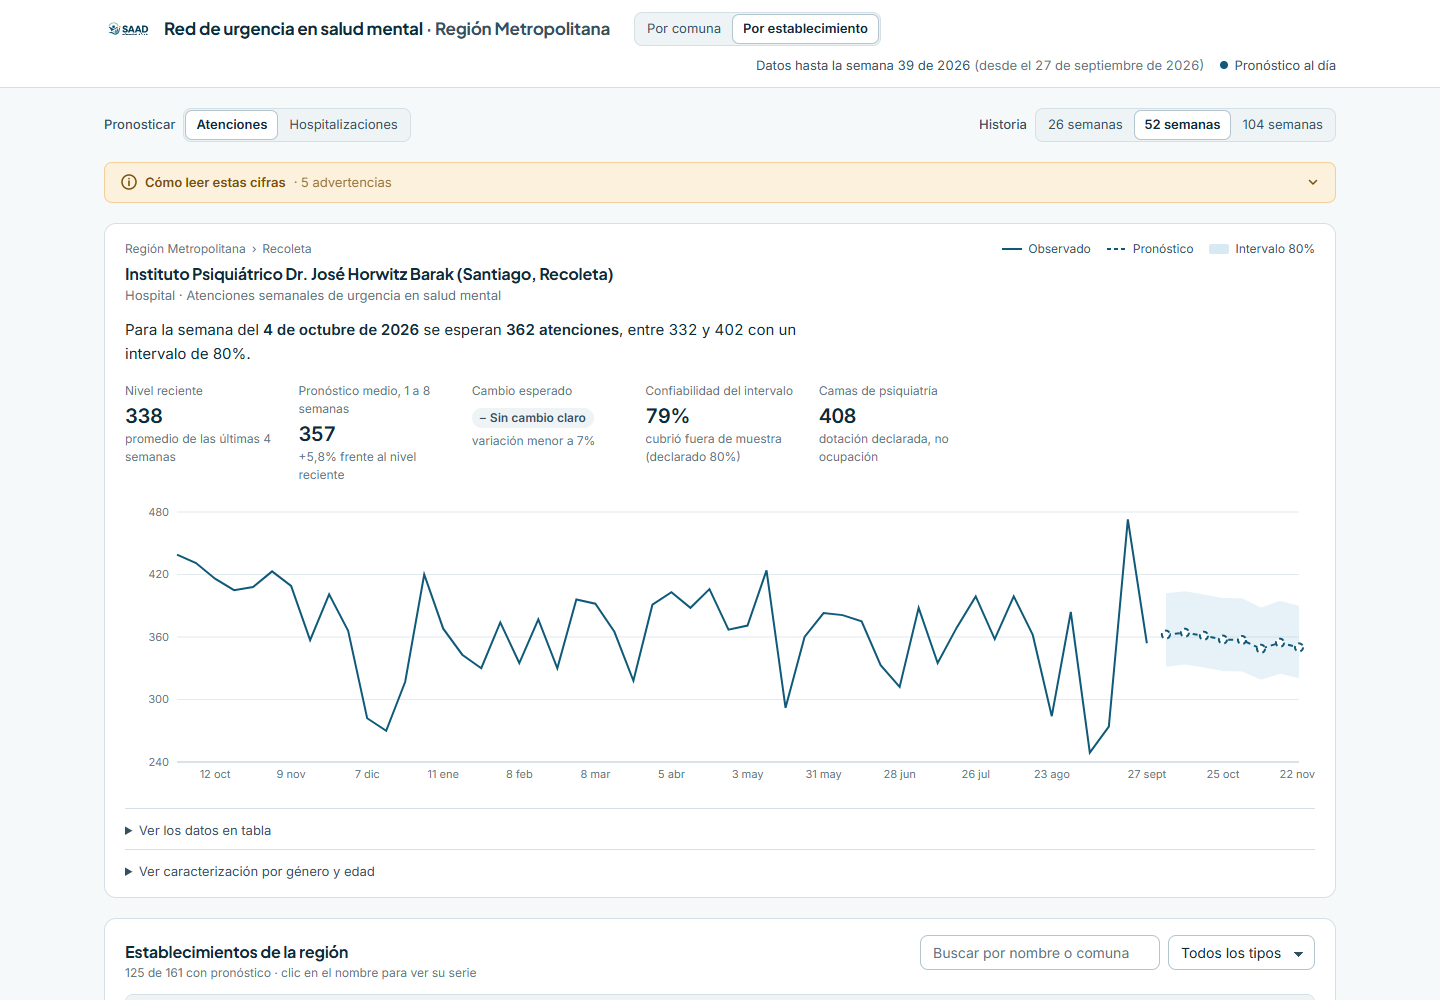 SAAD
Red de urgencia en salud mental · Región Metropolitana
Por comuna
Por establecimiento
Datos hasta la semana 39 de 2026 (desde el 27 de septiembre de 2026)
Pronóstico al día
Pronosticar
Atenciones
Hospitalizaciones
Historia
26 semanas
52 semanas
104 semanas
Cómo leer estas cifras · 5 advertencias
Región Metropolitana › Recoleta
Observado
Pronóstico
Intervalo 80%
Instituto Psiquiátrico Dr. José Horwitz Barak (Santiago, Recoleta)
Hospital · Atenciones semanales de urgencia en salud mental
Para la semana del 4 de octubre de 2026 se esperan 362 atenciones, entre 332 y 402 con un
intervalo de 80%.
Nivel reciente
338
promedio de las últimas 4
semanas
Pronóstico medio, 1 a 8
semanas
357
+5,8% frente al nivel
reciente
Cambio esperado
– Sin cambio claro
variación menor a 7%
Confiabilidad del intervalo
79%
cubrió fuera de muestra
(declarado 80%)
Camas de psiquiatría
408
dotación declarada, no
ocupación
480
420
360
300
240
12 oct
9 nov
7 dic
11 ene
8 feb
8 mar
5 abr
3 may
31 may
28 jun
26 jul
23 ago
27 sept
25 oct
22 nov
Ver los datos en tabla
Ver caracterización por género y edad
Establecimientos de la región
125 de 161 con pronóstico · clic en el nombre para ver su serie
Buscar por nombre o comuna
Todos los tipos